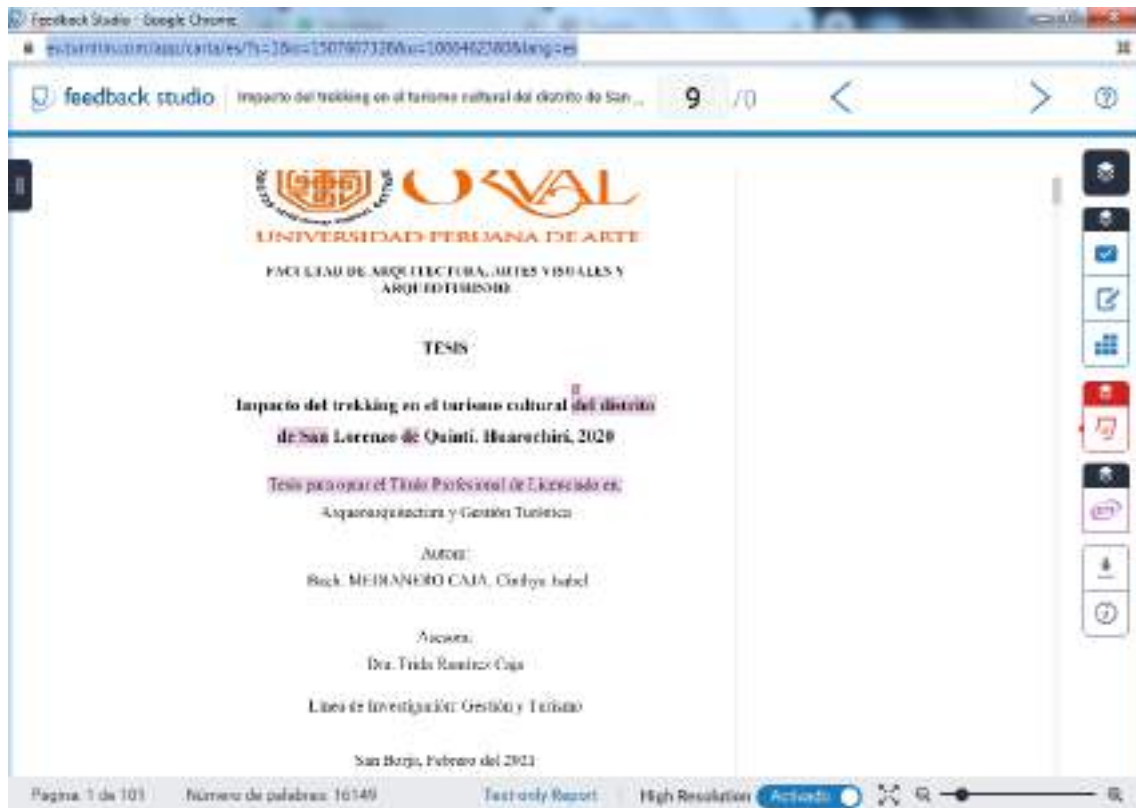 Feedback Studio - Google Chrome
feedback studio
Impacto del trekking en el turismo cultural del distrito de San ...
9 /0
UNIVERSIDAD PERUANA DE ARTE
FACULTAD DE ARQUITECTURA, ARTES VISUALES Y
ARQUEOTURISMO
TESIS
Impacto del trekking en el turismo cultural del distrito
de San Lorenzo de Quinti, Huarochirí, 2020
Tesis para optar el Título Profesional de Licenciado en:
Arqueoarquitectura y Gestión Turística
Autora:
Bach. MEDIANERO CAJA, Isabel
Asesora:
Dra. Frida Ramírez Caja
Línea de Investigación: Gestión y Turismo
San Borja, Febrero del 2021
Página: 1 de 101
Número de palabras: 16149
Text-only Report
High Resolution
Activado